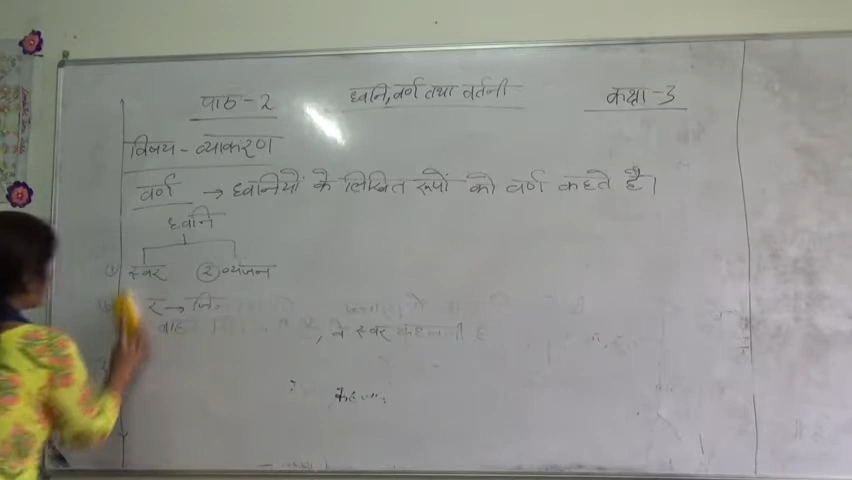 पाठ-2 ध्वनि, वर्ण तथा वर्तनी कक्षा-3
विषय - व्याकरण
वर्ण → ध्वनियों के लिखित रूपों को वर्ण कहते है।
ध्वनि
① स्वर ② व्यंजन
र → जिन
बाहर , वे स्वर कहलाती है